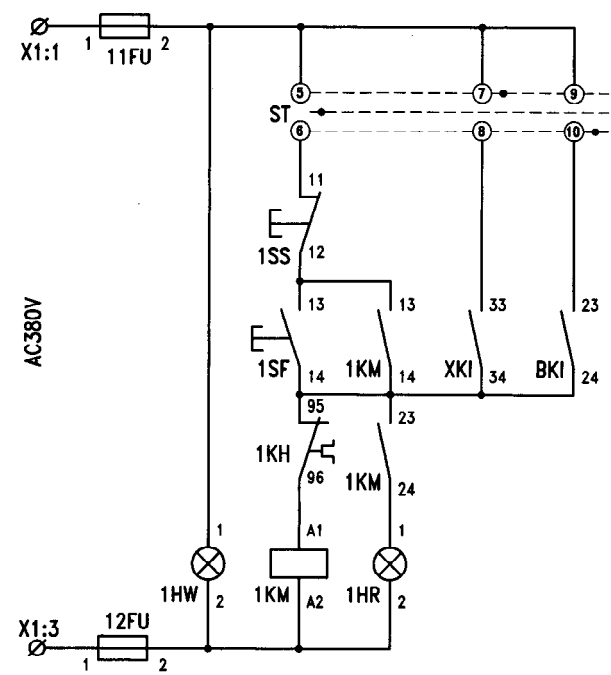 X1:1 1 11FU 2
5 7 9
ST
6 8 10
11
1SS 12
13 13 33 23
1SF 1KM XKI BKI
14 14 34 24
AC380V
95 23
1KH
96 1KM 24
1 A1 1
1HW 2 1KM A2 1HR 2
X1:3 12FU
1 2